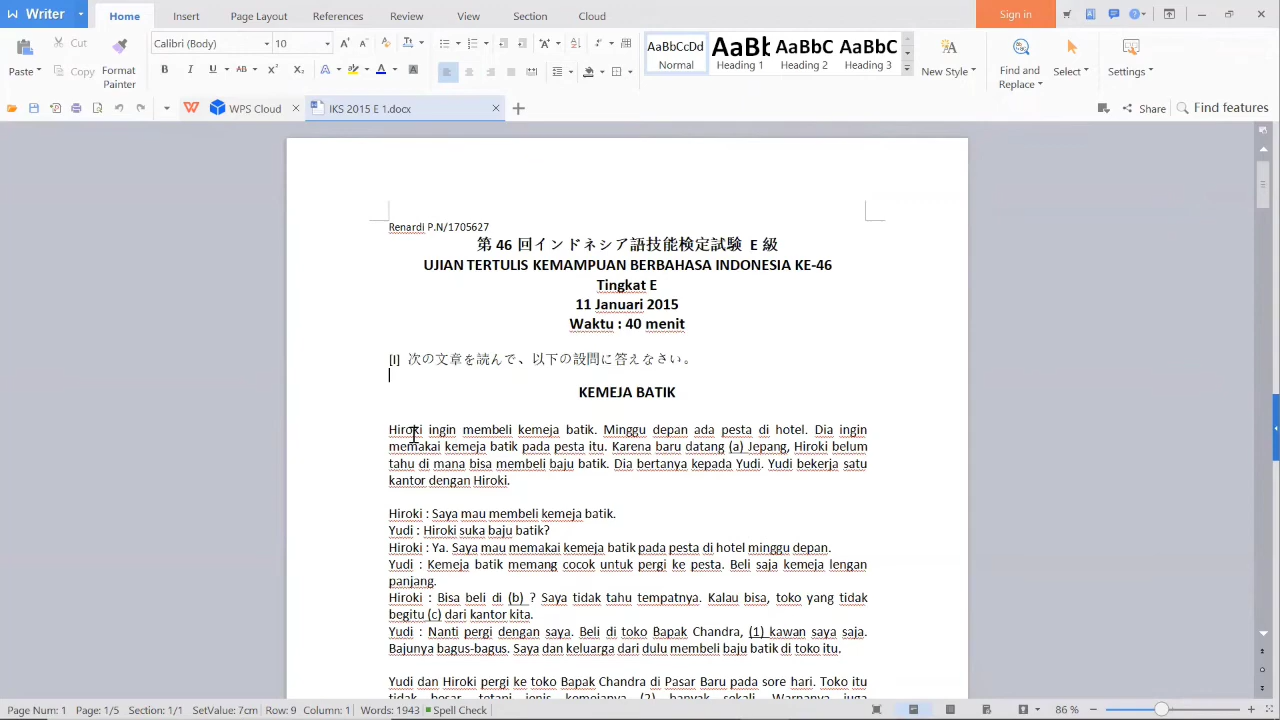 Writer
Home
Insert
Page Layout
References
Review
View
Section
Cloud
Sign in
Paste
Cut
Copy
Format
Painter
Calibri (Body)
10
AaBbCcDd
Normal
AaBb
Heading 1
AaBbC
Heading 2
AaBbC
Heading 3
New Style
Find and
Replace
Select
Settings
WPS Cloud
IKS 2015 E 1.docx
Share
Find features
Renardi P.N/1705627
第 46 回インドネシア語技能検定試験 E 級
UJIAN TERTULIS KEMAMPUAN BERBAHASA INDONESIA KE-46
Tingkat E
11 Januari 2015
Waktu : 40 menit
[I] 次の文章を読んで、以下の設問に答えなさい。
KEMEJA BATIK
Hiroki ingin membeli kemeja batik. Minggu depan ada pesta di hotel. Dia ingin
memakai kemeja batik pada pesta itu. Karena baru datang (a) Jepang, Hiroki belum
tahu di mana bisa membeli baju batik. Dia bertanya kepada Yudi. Yudi bekerja satu
kantor dengan Hiroki.
Hiroki : Saya mau membeli kemeja batik.
Yudi : Hiroki suka baju batik?
Hiroki : Ya. Saya mau memakai kemeja batik pada pesta di hotel minggu depan.
Yudi : Kemeja batik memang cocok untuk pergi ke pesta. Beli saja kemeja lengan
panjang.
Hiroki : Bisa beli di (b) ? Saya tidak tahu tempatnya. Kalau bisa, toko yang tidak
begitu (c) dari kantor kita.
Yudi : Nanti pergi dengan saya. Beli di toko Bapak Chandra, (1) kawan saya saja.
Bajunya bagus-bagus. Saya dan keluarga dari dulu membeli baju batik di toko itu.
Yudi dan Hiroki pergi ke toko Bapak Chandra di Pasar Baru pada sore hari. Toko itu
tidak besar, tetapi jenis kemejanya (2) banyak sekali. Warnanya juga
Page Num: 1
Page: 1/5
Section: 1/1
SetValue: 7cm
Row: 9
Column: 1
Words: 1943
Spell Check
86 %